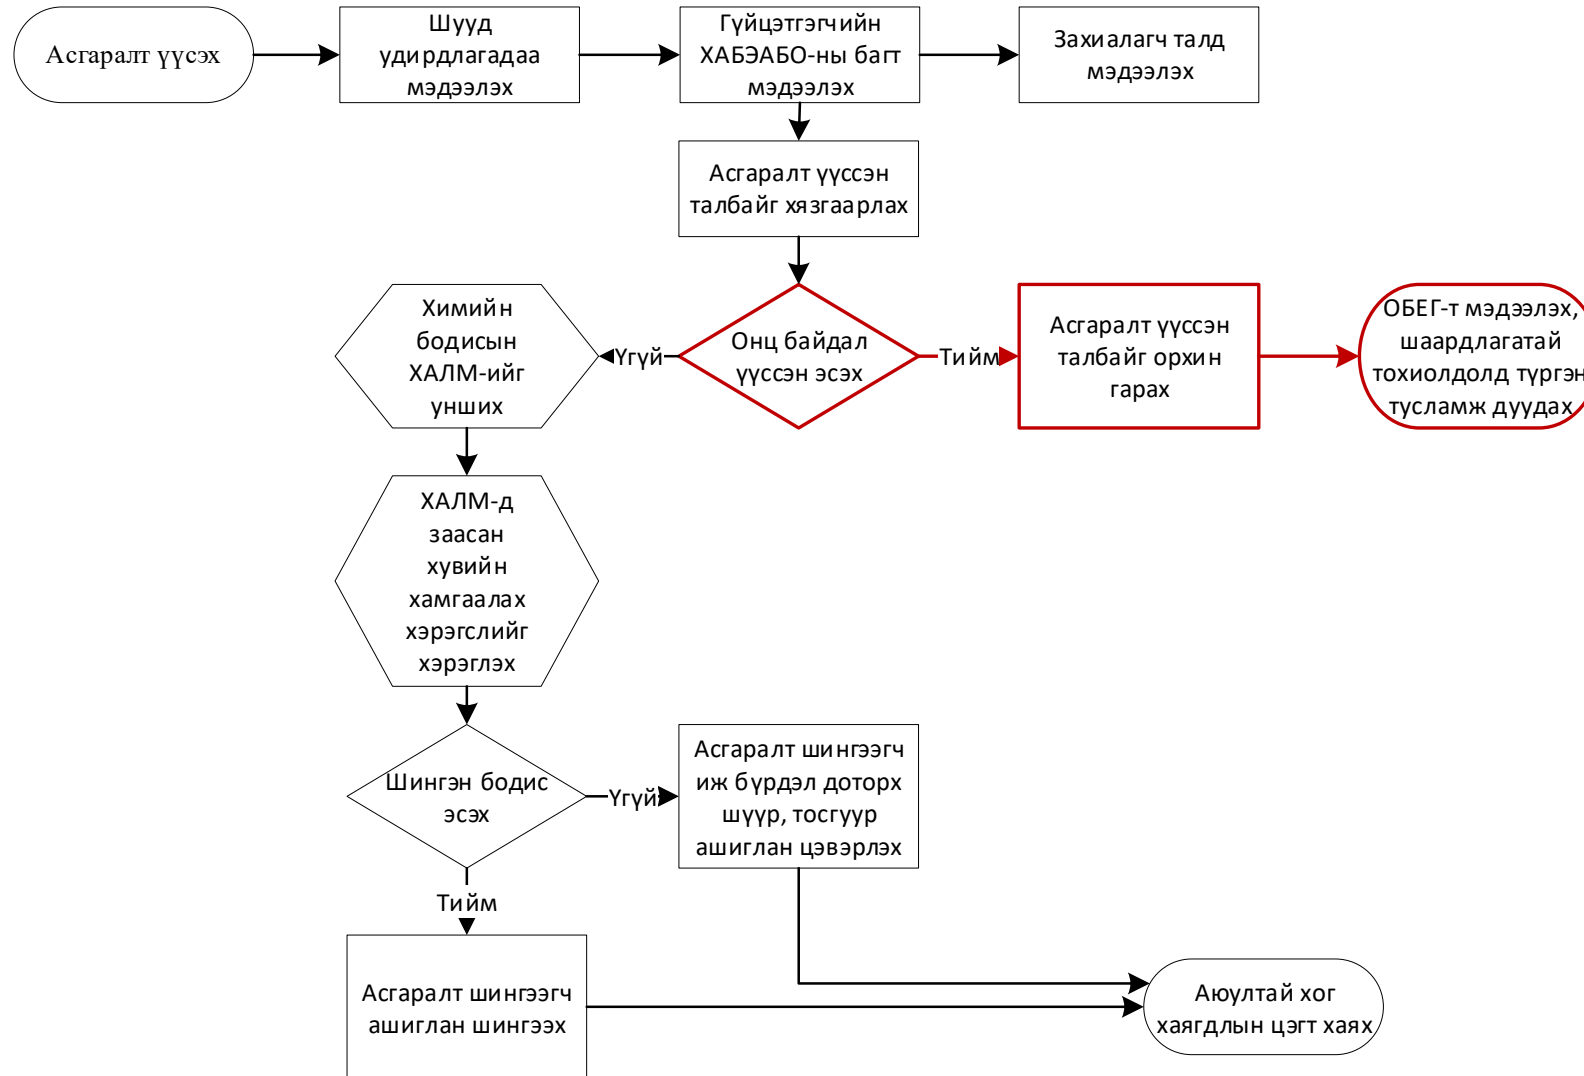 Асгаралт үүсэх
Шууд
удирдлагадаа
мэдээлэх
Гүйцэтгэгчийн
ХАБЭАБО-ны багт
мэдээлэх
Захиалагч талд
мэдээлэх
Асгаралт үүссэн
талбайг хязгаарлах
Химийн
бодисын
ХАЛМ-ийг
унших
Үгүй
Онц байдал
үүссэн эсэх
Тийм
Асгаралт үүссэн
талбайг орхин
гарах
ОБЕГ-т мэдээлэх,
шаардлагатай
тохиолдолд түргэн
тусламж дуудах
ХАЛМ-д
заасан
хувийн
хамгаалах
хэрэгслийг
хэрэглэх
Шингэн бодис
эсэх
Үгүй
Асгаралт шингээгч
иж бүрдэл доторх
шүүр, тосгуур
ашиглан цэвэрлэх
Тийм
Асгаралт шингээгч
ашиглан шингээх
Аюултай хог
хаягдлын цэгт хаях